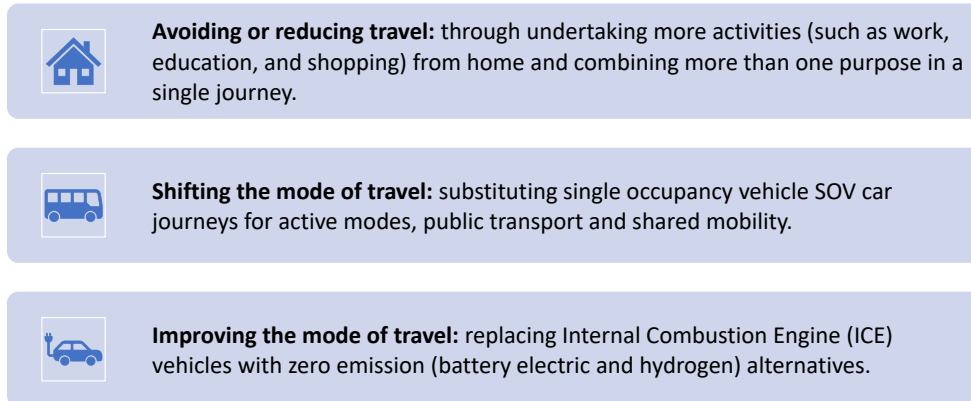 Avoiding or reducing travel: through undertaking more activities (such as work,
education, and shopping) from home and combining more than one purpose in a
single journey.
Shifting the mode of travel: substituting single occupancy vehicle SOV car
journeys for active modes, public transport and shared mobility.
Improving the mode of travel: replacing Internal Combustion Engine (ICE)
vehicles with zero emission (battery electric and hydrogen) alternatives.